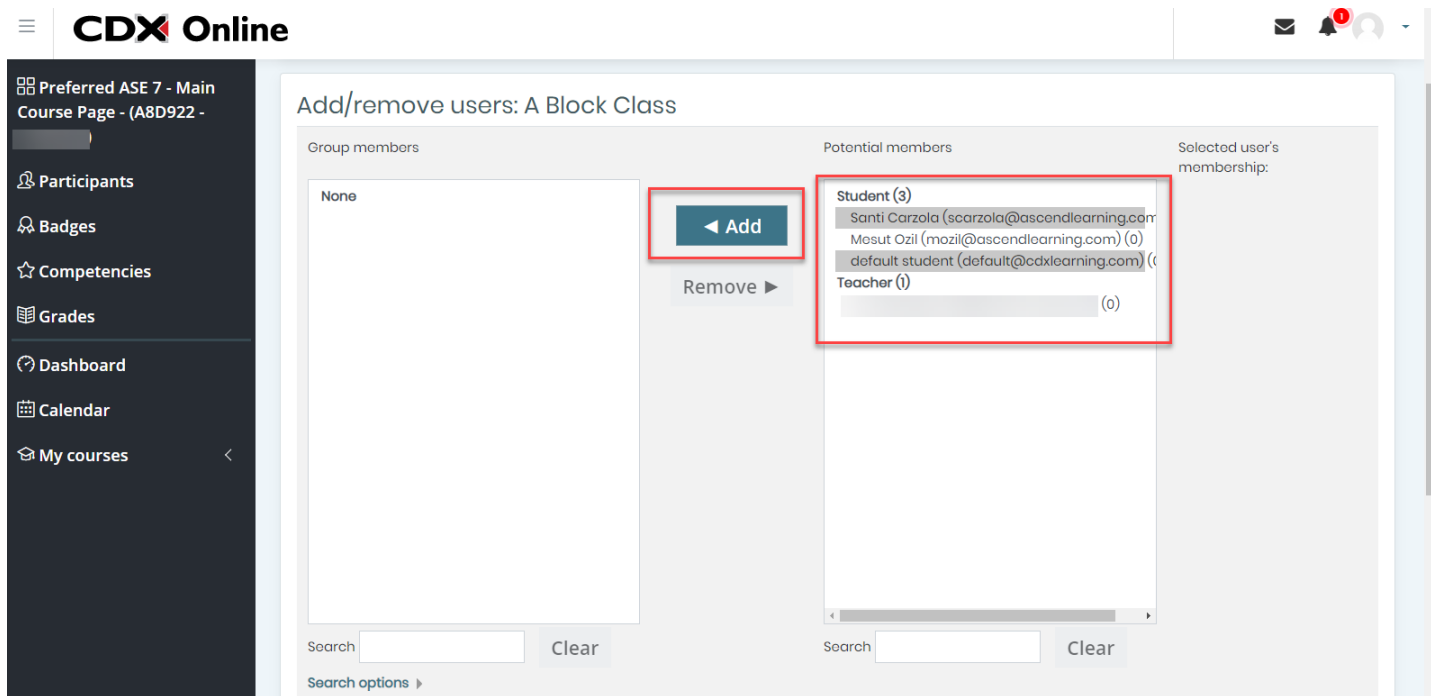 CDX Online
1
Preferred ASE 7 - Main
Course Page - (A8D922 -
)
Participants
Badges
Competencies
Grades
Dashboard
Calendar
My courses
Add/remove users: A Block Class
Group members
None
◄ Add
Remove ►
Potential members
Student (3)
Santi Carzola (scarzola@ascendlearning.com
Mesut Ozil (mozil@ascendlearning.com) (0)
default student (default@cdxlearning.com) (
Teacher (1)
(0)
Selected user's
membership:
Search
Clear
Search options
Search
Clear